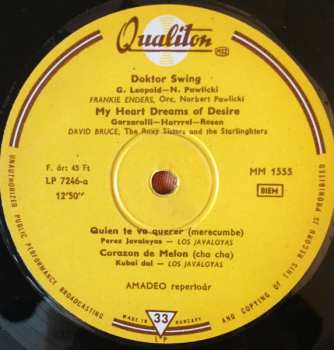 Qualiton
MHV
Doktor Swing
G. Leopold—N. Pawlicki
FRANKIE ENDERS, Orc. Norbert Pawlicki
My Heart Dreams of Desire
Garzarolli—Harrrel—Rosen
DAVID BRUCE, The Roxy Sisters and the Starlinghters
F. ár: 45 Ft
LP 7246-a
12'50"
MM 1555
BIEM
Quien te va querer (merecumbe)
Perez Javaloyas — LOS JAVALOYAS
Corazon de Melon (cha cha)
Kubai dal — LOS JAVALOYAS
AMADEO repertoár
MADE IN HUNGARY
33
LP
UNAUTHORIZED PUBLIC PERFORMANCE BROADCASTING
AND COPYING OF THIS RECORD IS PROHIBITED